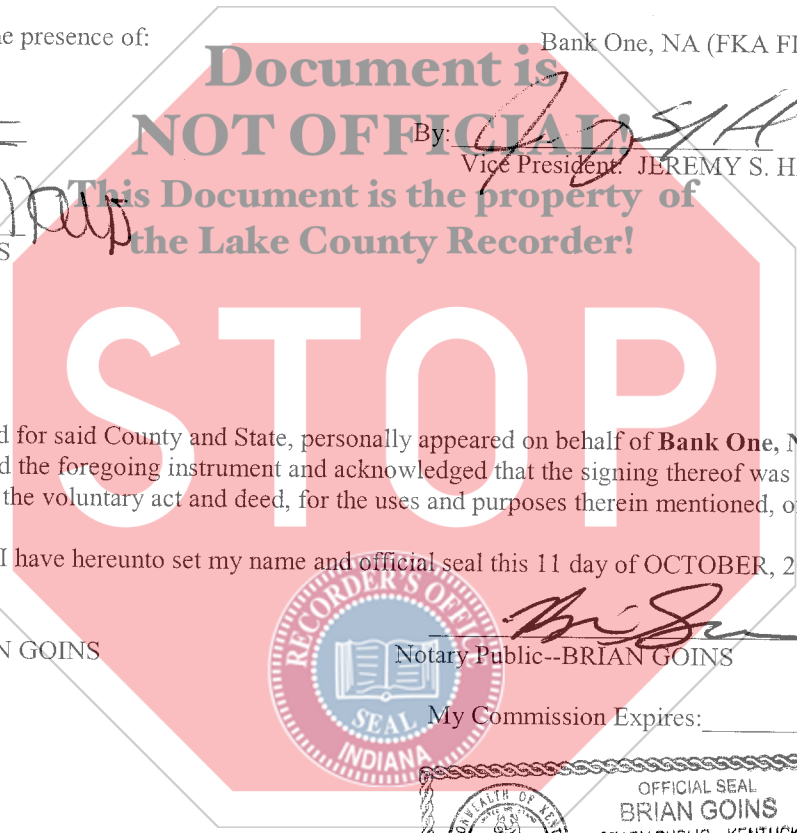 ne presence of:
Bank One, NA (FKA FI
Document is
NOT OFFICIAL!
By:
Vice President: JEREMY S. HA
This Document is the property of
the Lake County Recorder!
S
STOP
d for said County and State, personally appeared on behalf of Bank One, N
d the foregoing instrument and acknowledged that the signing thereof was
the voluntary act and deed, for the uses and purposes therein mentioned, o
I have hereunto set my name and official seal this 11 day of OCTOBER, 2
RECORDER'S OFFICE
N GOINS
Notary Public--BRIAN GOINS
SEAL
My Commission Expires:
INDIANA
OFFICIAL SEAL
BRIAN GOINS